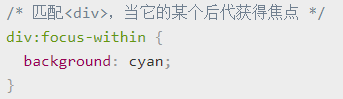 /* 匹配<div>，当它的某个后代获得焦点 */
div:focus-within {
  background: cyan;
}